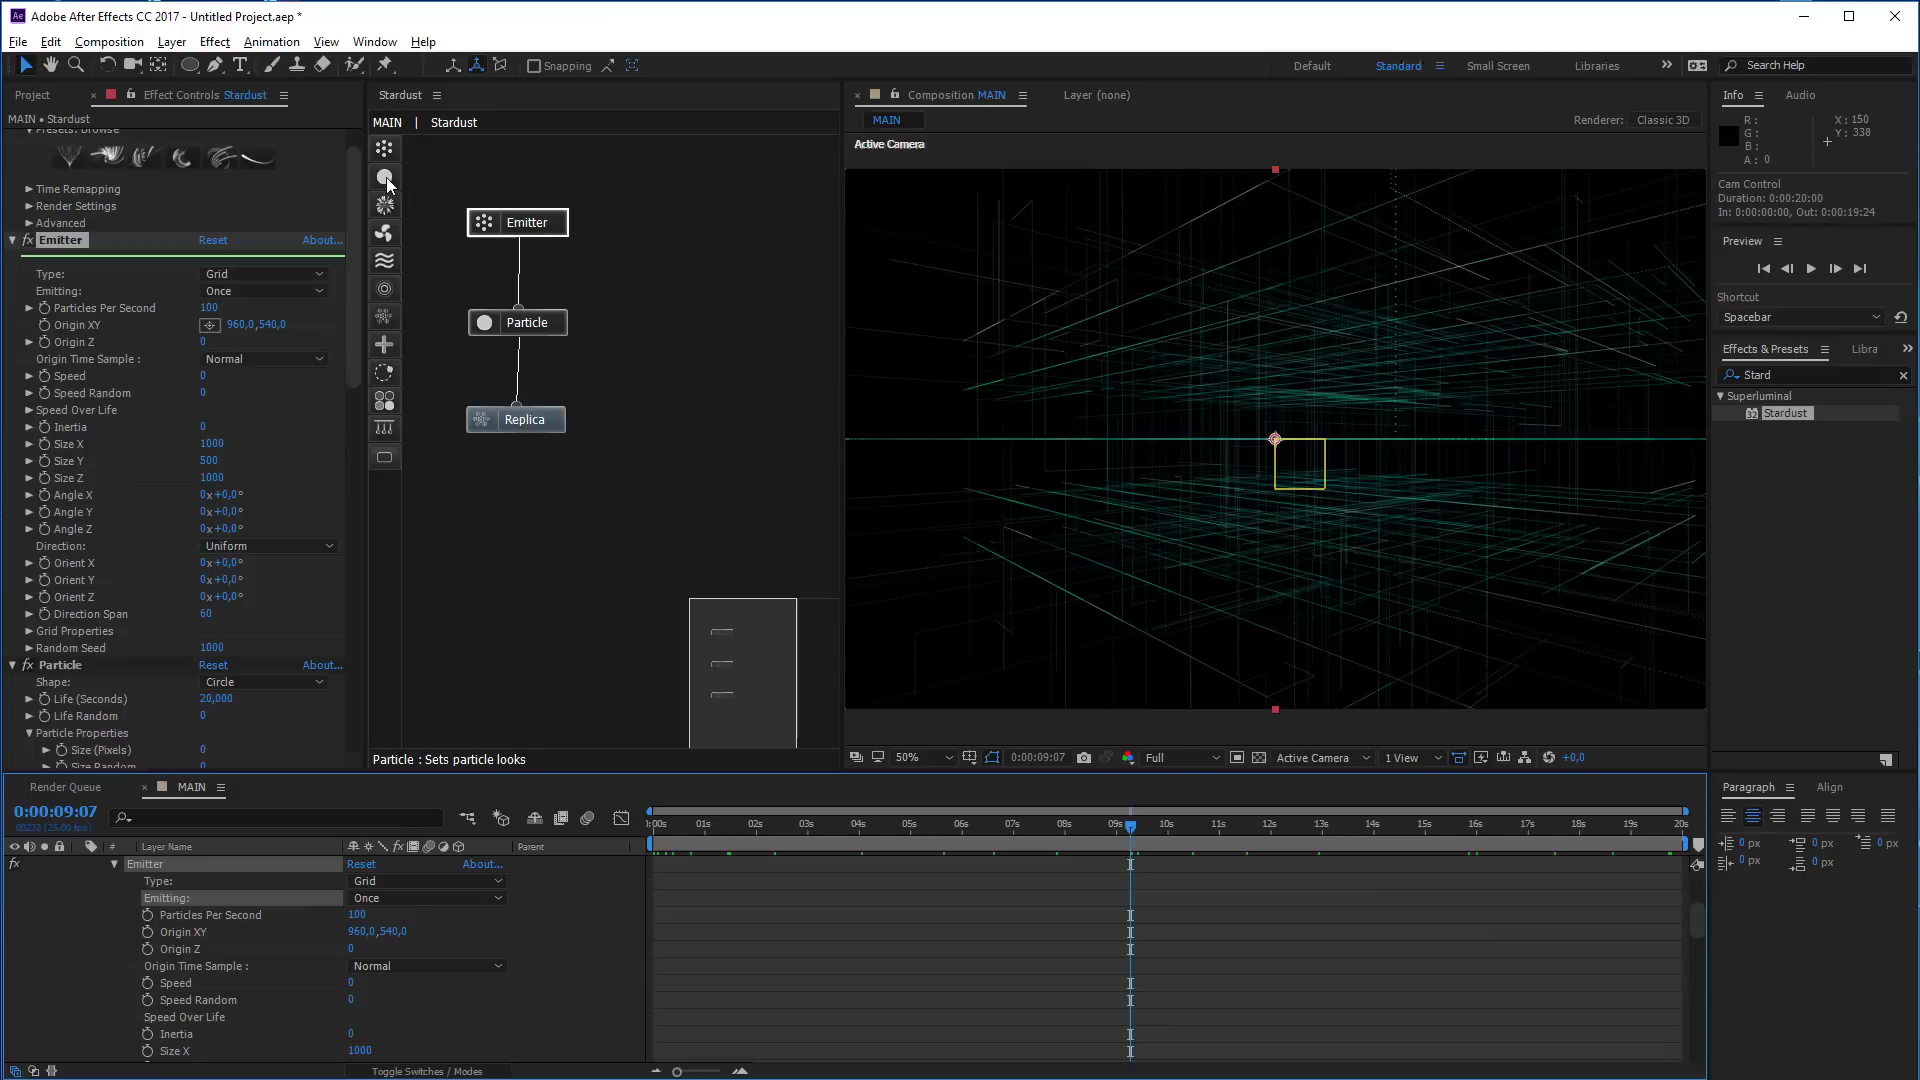 Adobe After Effects CC 2017 - Untitled Project.aep *
File Edit Composition Layer Effect Animation View Window Help
Snapping Default Standard Small Screen Libraries Search Help
Project Effect Controls Stardust
MAIN • Stardust
Presets: Browse
Time Remapping
Render Settings
Advanced
Emitter Reset About...
Type: Grid
Emitting: Once
Particles Per Second 100
Origin XY 960,0,540,0
Origin Z 0
Origin Time Sample : Normal
Speed 0
Speed Random 0
Speed Over Life
Inertia 0
Size X 1000
Size Y 500
Size Z 1000
Angle X 0x+0,0°
Angle Y 0x+0,0°
Angle Z 0x+0,0°
Direction: Uniform
Orient X 0x+0,0°
Orient Y 0x+0,0°
Orient Z 0x+0,0°
Direction Span 60
Grid Properties
Random Seed 1000
Particle Reset About...
Shape: Circle
Life (Seconds) 20,000
Life Random 0
Particle Properties
Size (Pixels) 0
Size Random
Stardust
MAIN | Stardust
Emitter
Particle
Replica
Particle : Sets particle looks
Composition MAIN Layer (none)
MAIN Renderer: Classic 3D
Active Camera
50% 0:00:09:07 Full Active Camera 1 View +0,0
Info Audio
R: X: 150
G: Y: 338
B:
A: 0
Cam Control
Duration: 0:00:20:00
In: 0:00:00:00, Out: 0:00:19:24
Preview
Shortcut
Spacebar
Effects & Presets Libra
Stard
Superluminal
32 Stardust
Render Queue MAIN
0:00:09:07
00232 (25.00 fps)
# Layer Name Parent
:00s 01s 02s 03s 04s 05s 06s 07s 08s 09s 10s 11s 12s 13s 14s 15s 16s 17s 18s 19s 20s
fx Emitter Reset About...
Type: Grid
Emitting: Once
Particles Per Second 100
Origin XY 960,0,540,0
Origin Z 0
Origin Time Sample : Normal
Speed 0
Speed Random 0
Speed Over Life
Inertia 0
Size X 1000
Toggle Switches / Modes
Paragraph Align
0 px 0 px 0 px
0 px 0 px